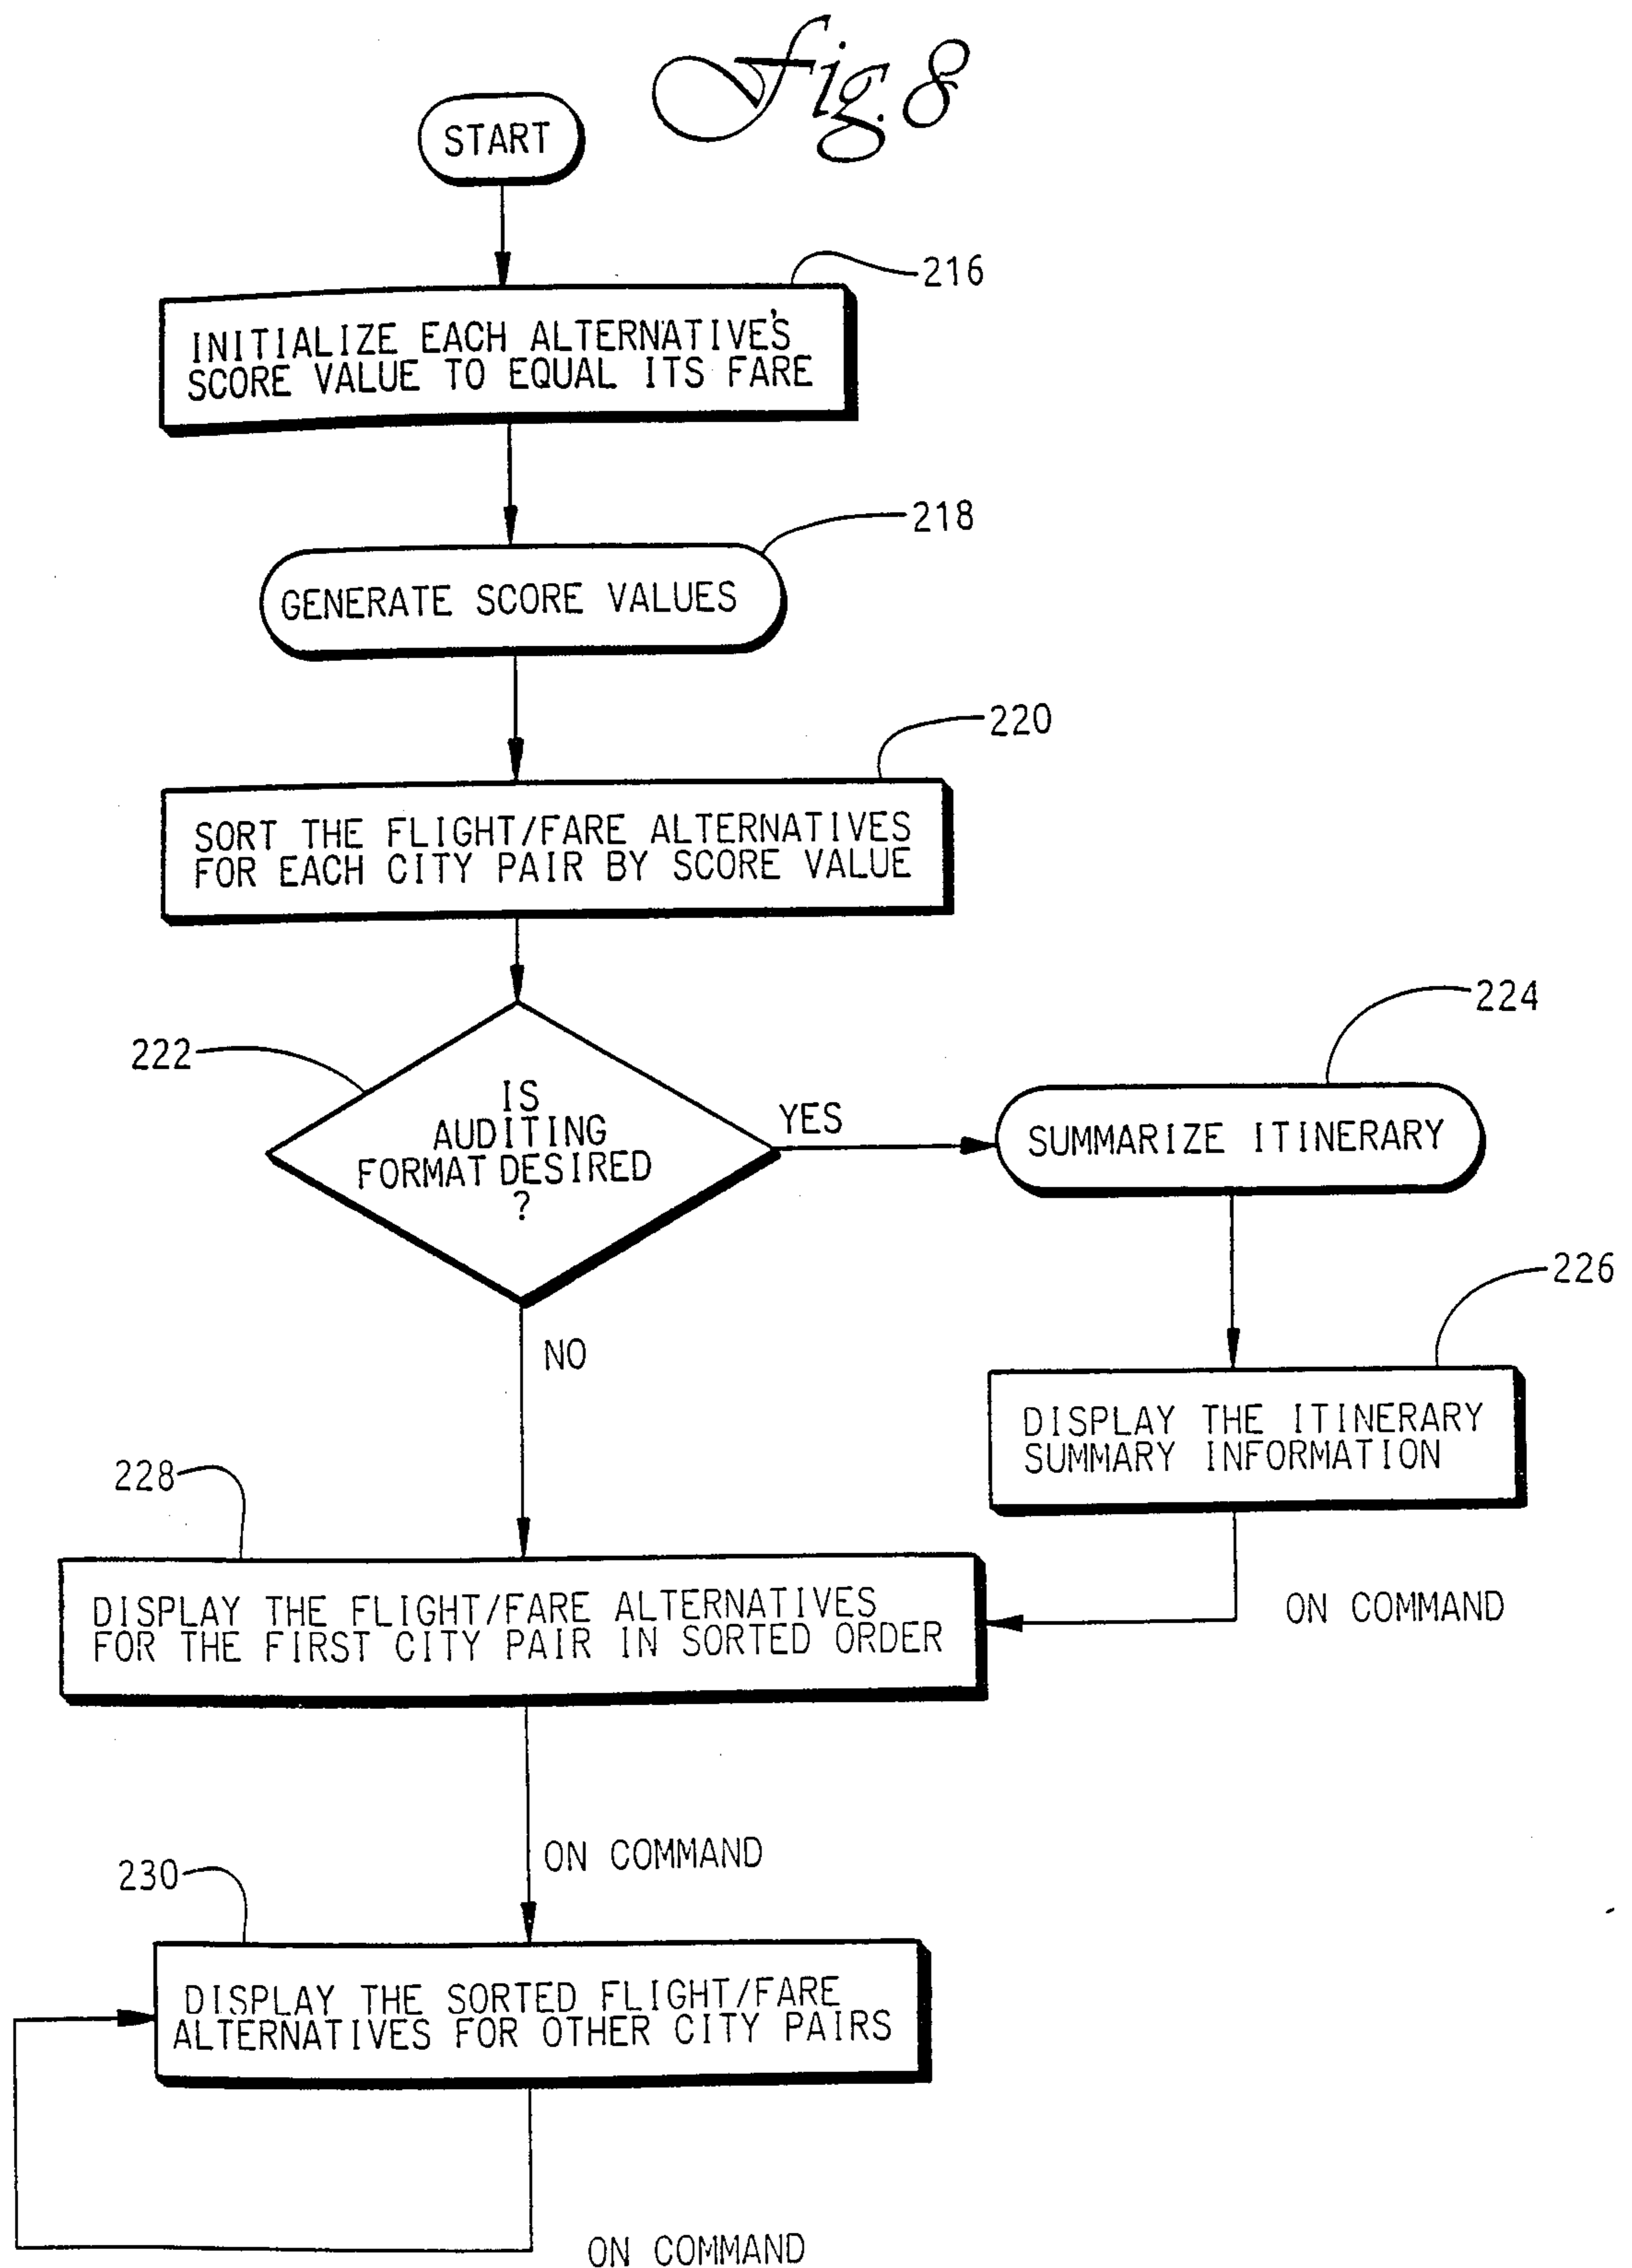 Fig. 8
START
216
INITIALIZE EACH ALTERNATIVE'S
SCORE VALUE TO EQUAL ITS FARE
218
GENERATE SCORE VALUES
220
SORT THE FLIGHT/FARE ALTERNATIVES
FOR EACH CITY PAIR BY SCORE VALUE
222
IS
AUDITING
FORMAT DESIRED
?
YES
224
SUMMARIZE ITINERARY
226
NO
DISPLAY THE ITINERARY
SUMMARY INFORMATION
228
DISPLAY THE FLIGHT/FARE ALTERNATIVES
FOR THE FIRST CITY PAIR IN SORTED ORDER
ON COMMAND
ON COMMAND
230
DISPLAY THE SORTED FLIGHT/FARE
ALTERNATIVES FOR OTHER CITY PAIRS
ON COMMAND